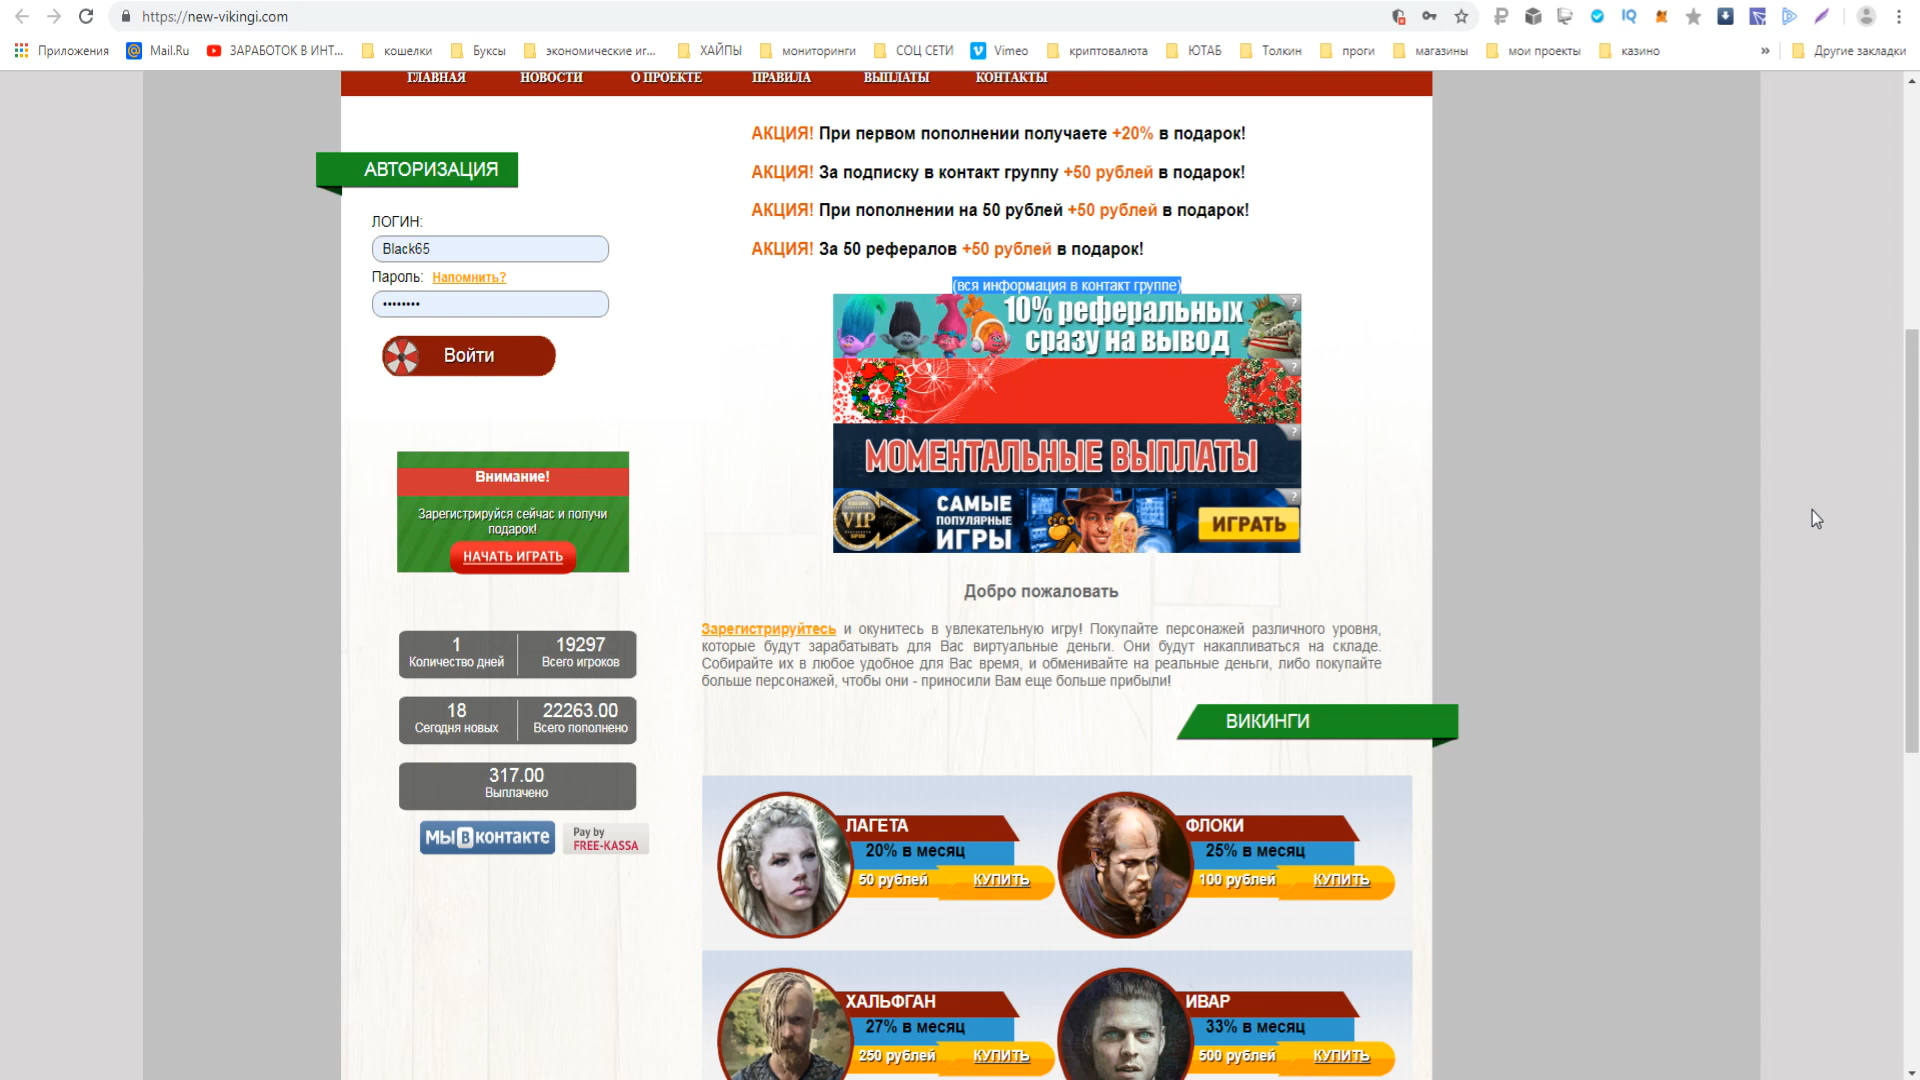 https://new-vikingi.com
Приложения
Mail.Ru
ЗАРАБОТОК В ИНТ...
кошелки
Буксы
экономические иг...
ХАЙПЫ
мониторинги
СОЦ СЕТИ
Vimeo
криптовалюта
ЮТАБ
Толкин
проги
магазины
мои проекты
казино
»
Другие закладки
ГЛАВНАЯ
НОВОСТИ
О ПРОЕКТЕ
ПРАВИЛА
ВЫПЛАТЫ
КОНТАКТЫ
АКЦИЯ! При первом пополнении получаете +20% в подарок!
АКЦИЯ! За подписку в контакт группу +50 рублей в подарок!
АКЦИЯ! При пополнении на 50 рублей +50 рублей в подарок!
АКЦИЯ! За 50 рефералов +50 рублей в подарок!
(вся информация в контакт группе)
АВТОРИЗАЦИЯ
ЛОГИН:
Black65
Пароль: Напомнить?
••••••••
Войти
10% реферальных
сразу на вывод
МОМЕНТАЛЬНЫЕ ВЫПЛАТЫ
VIP
САМЫЕ
ПОПУЛЯРНЫЕ
ИГРЫ
ИГРАТЬ
Внимание!
Зарегистрируйся сейчас и получи
подарок!
НАЧАТЬ ИГРАТЬ
1
Количество дней
19297
Всего игроков
18
Сегодня новых
22263.00
Всего пополнено
317.00
Выплачено
МЫ В контакте
Pay by
FREE-KASSA
Добро пожаловать
Зарегистрируйтесь и окунитесь в увлекательную игру! Покупайте персонажей различного уровня,
которые будут зарабатывать для Вас виртуальные деньги. Они будут накапливаться на складе.
Собирайте их в любое удобное для Вас время, и обменивайте на реальные деньги, либо покупайте
больше персонажей, чтобы они - приносили Вам еще больше прибыли!
ВИКИНГИ
ЛАГЕТА
20% в месяц
50 рублей
КУПИТЬ
ФЛОКИ
25% в месяц
100 рублей
КУПИТЬ
ХАЛЬФГАН
27% в месяц
250 рублей
КУПИТЬ
ИВАР
33% в месяц
500 рублей
КУПИТЬ